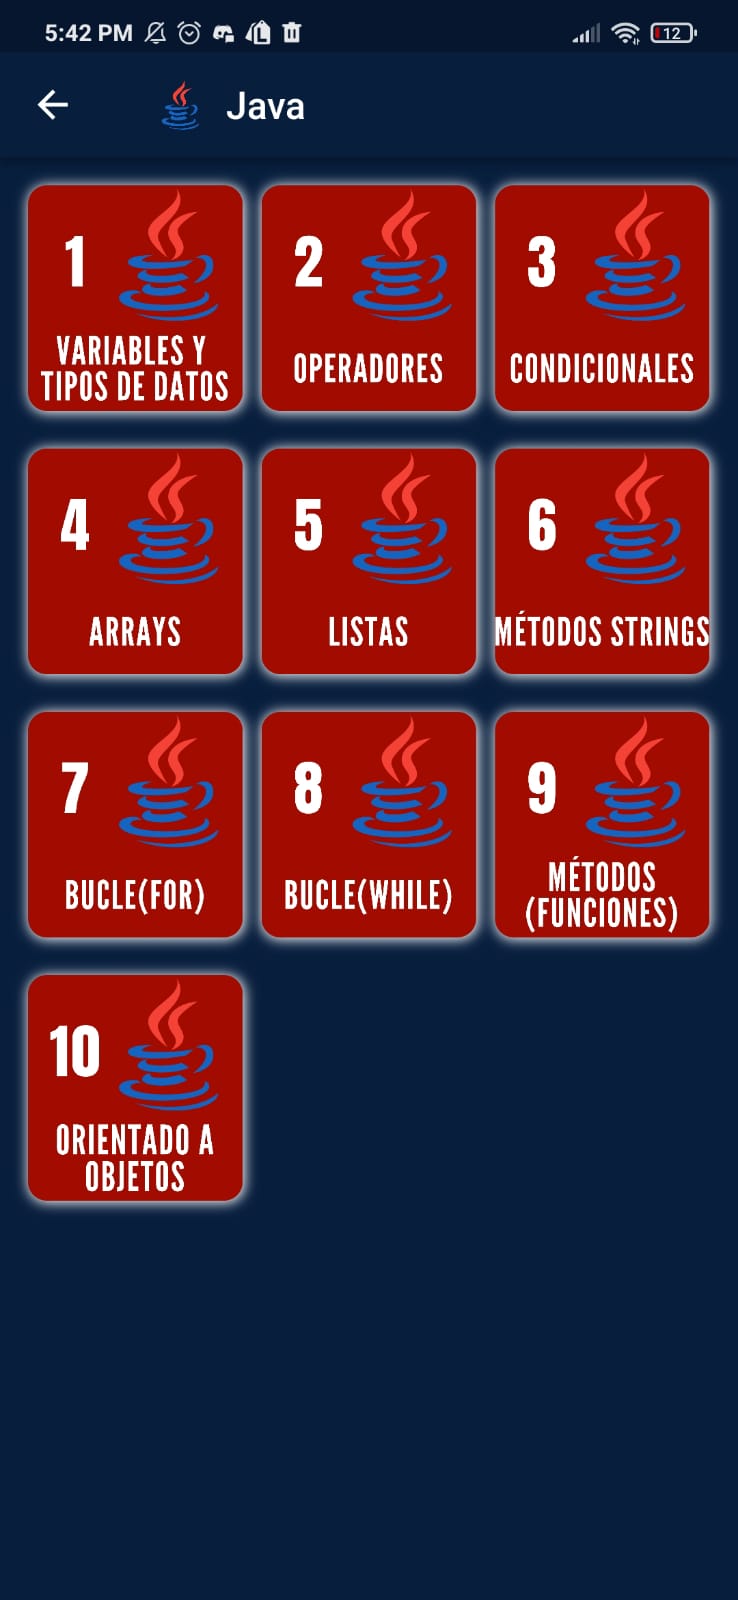 5:42 PM
12
Java
1
VARIABLES Y
TIPOS DE DATOS
2
OPERADORES
3
CONDICIONALES
4
ARRAYS
5
LISTAS
6
MÉTODOS STRINGS
7
BUCLE(FOR)
8
BUCLE(WHILE)
9
MÉTODOS
(FUNCIONES)
10
ORIENTADO A
OBJETOS